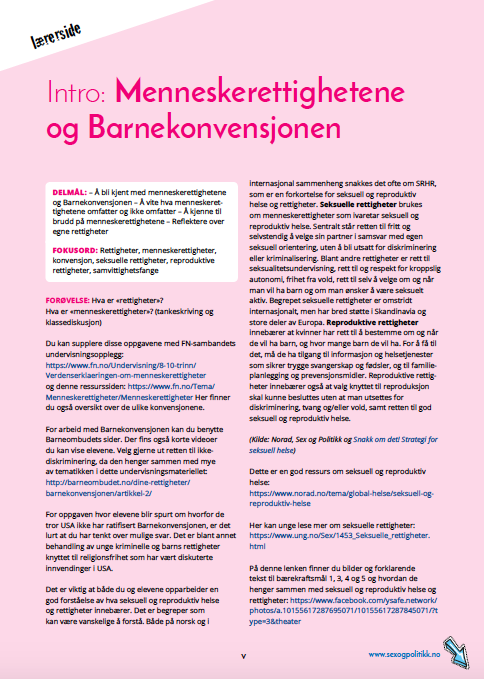 lærerside
Intro: Menneskerettighetene
og Barnekonvensjonen
DELMÅL: – Å bli kjent med menneskerettighetene
og Barnekonvensjonen – Å vite hva menneskeret-
tighetene omfatter og ikke omfatter – Å kjenne til
brudd på menneskerettighetene – Reflektere over
egne rettigheter
FOKUSORD: Rettigheter, menneskerettigheter,
konvensjon, seksuelle rettigheter, reproduktive
rettigheter, samvittighetsfange
FORØVELSE: Hva er «rettigheter»?
Hva er «menneskerettigheter»? (tankeskriving og
klassediskusjon)
Du kan supplere disse oppgavene med FN-sambandets
undervisningsopplegg:
https://www.fn.no/Undervisning/8-10-trinn/
Verdenserklaeringen-om-menneskerettigheter
og denne ressurssiden: https://www.fn.no/Tema/
Menneskerettigheter/Menneskerettigheter Her finner
du også oversikt over de ulike konvensjonene.
For arbeid med Barnekonvensjonen kan du benytte
Barneombudets sider. Der fins også korte videoer
du kan vise elevene. Velg gjerne ut retten til ikke-
diskriminering, da den henger sammen med mye
av tematikken i dette undervisningsmateriellet:
http://barneombudet.no/dine-rettigheter/
barnekonvensjonen/artikkel-2/
For oppgaven hvor elevene blir spurt om hvorfor de
tror USA ikke har ratifisert Barnekonvensjonen, er det
lurt at du har tenkt over mulige svar. Det er blant annet
behandling av unge kriminelle og barns rettigheter
knyttet til religionsfrihet som har vært diskuterte
innvendinger i USA.
Det er viktig at både du og elevene opparbeider en
god forståelse av hva seksuell og reproduktiv helse
og rettigheter innebærer. Det er begreper som
kan være vanskelige å forstå. Både på norsk og i
internasjonal sammenheng snakkes det ofte om SRHR,
som er en forkortelse for seksuell og reproduktiv
helse og rettigheter. Seksuelle rettigheter brukes
om menneskerettigheter som ivaretar seksuell og
reproduktiv helse. Sentralt står retten til fritt og
selvstendig å velge sin partner i samsvar med egen
seksuell orientering, uten å bli utsatt for diskriminering
eller kriminalisering. Blant andre rettigheter er rett til
seksualitetsundervisning, rett til og respekt for kroppslig
autonomi, frihet fra vold, rett til selv å velge om og når
man vil ha barn og om man ønsker å være seksuelt
aktiv. Begrepet seksuelle rettigheter er omstridt
internasjonalt, men har bred støtte i Skandinavia og
store deler av Europa. Reproduktive rettigheter
innebærer at kvinner har rett til å bestemme om og når
de vil ha barn, og hvor mange barn de vil ha. For å få til
det, må de ha tilgang til informasjon og helsetjenester
som sikrer trygge svangerskap og fødsler, og til familie-
planlegging og prevensjonsmidler. Reproduktive rettig-
heter innebærer også at valg knyttet til reproduksjon
skal kunne besluttes uten at man utsettes for
diskriminering, tvang og/eller vold, samt retten til god
seksuell og reproduktiv helse.
(Kilde: Norad, Sex og Politikk og Snakk om det! Strategi for
seksuell helse)
Dette er en god ressurs om seksuell og reproduktiv
helse:
https://www.norad.no/tema/global-helse/seksuell-og-
reproduktiv-helse
Her kan unge lese mer om seksuelle rettigheter:
https://www.ung.no/Sex/1453_Seksuelle_rettigheter.
html
På denne lenken finner du bilder og forklarende
tekst til bærekraftsmål 1, 3, 4 og 5 og hvordan de
henger sammen med seksuell og reproduktiv helse og
rettigheter: https://www.facebook.com/ysafe.network/
photos/a.10155617287695071/10155617287845071/?t
ype=3&theater
V
www.sexogpolitikk.no